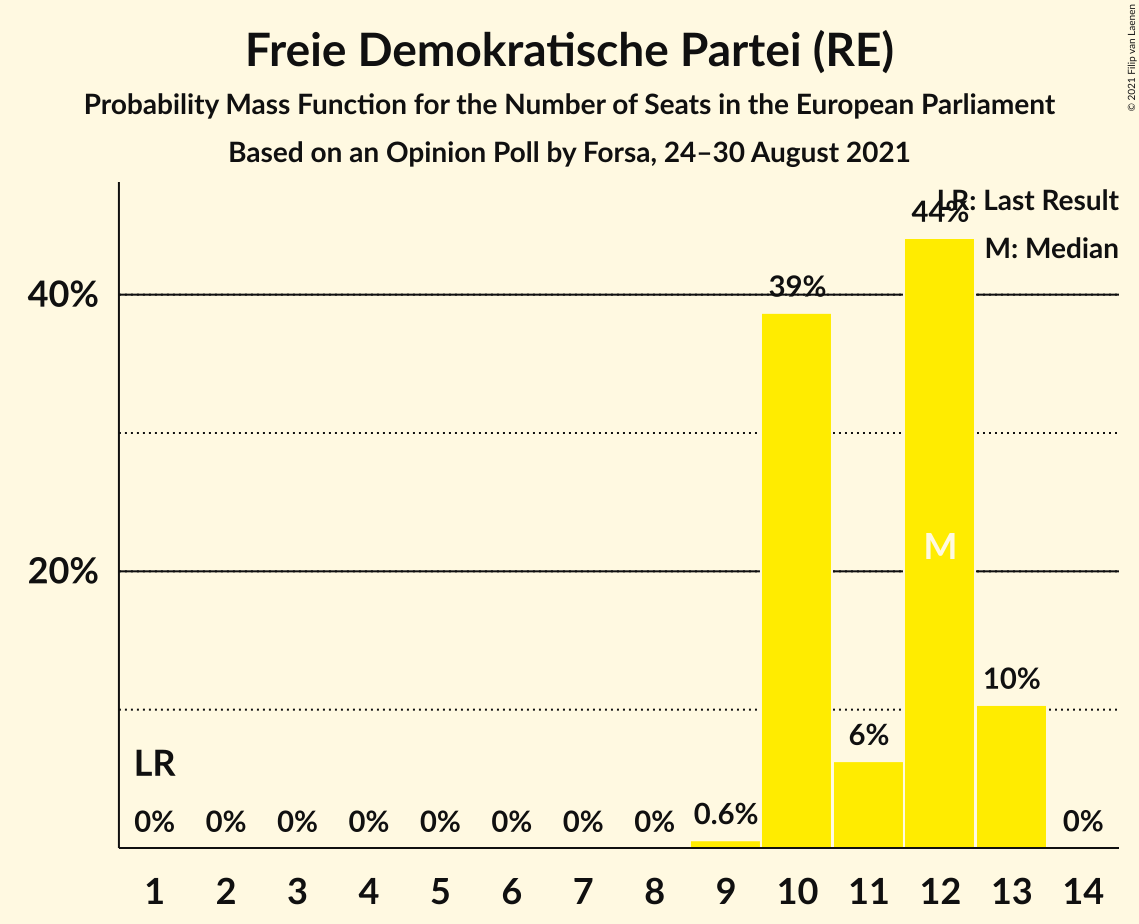 Freie Demokratische Partei (RE)
Probability Mass Function for the Number of Seats in the European Parliament
Based on an Opinion Poll by Forsa, 24–30 August 2021
© 2021 Filip van Laenen
LR: Last Result
M: Median
44%
39%
40%
M
20%
10%
6%
LR
0% 0% 0% 0% 0% 0% 0% 0% 0.6% 0%
1 2 3 4 5 6 7 8 9 10 11 12 13 14